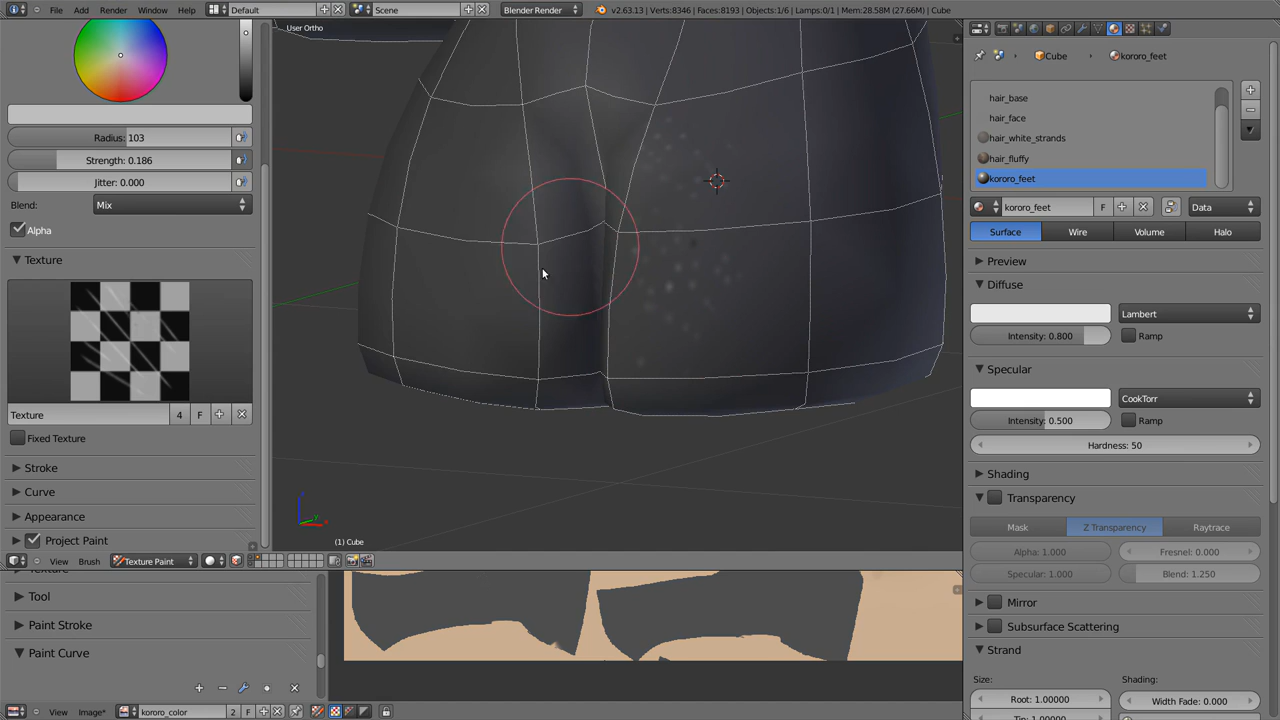 File Add Render Window Help Default Scene Blender Render v2.63.13 | Verts:8346 | Faces:8193 | Objects:1/6 | Lamps:0/1 | Mem:28.58M (27.66M) | Cube
User Ortho
Cube kororo_feet
hair_base
hair_face
hair_white_strands
hair_fluffy
kororo_feet
kororo_feet F Data
Surface Wire Volume Halo
Preview
Diffuse
Lambert
Intensity: 0.800 Ramp
Specular
CookTorr
Intensity: 0.500 Ramp
Hardness: 50
Shading
Transparency
Mask Z Transparency Raytrace
Alpha: 1.000 Fresnel: 0.000
Specular: 1.000 Blend: 1.250
Mirror
Subsurface Scattering
Strand
Size: Shading:
Root: 1.00000 Width Fade: 0.000
Radius: 103
Strength: 0.186
Jitter: 0.000
Blend: Mix
Alpha
Texture
Texture 4 F
Fixed Texture
Stroke
Curve
Appearance
Project Paint
(1) Cube
View Brush Texture Paint
Tool
Paint Stroke
Paint Curve
View Image* kororo_color 2 F